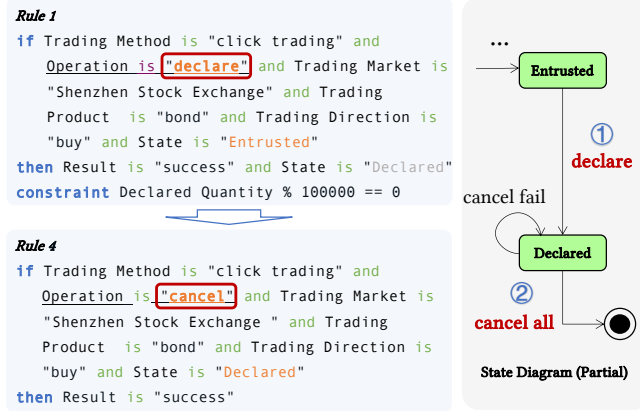 Rule 1
if Trading Method is "click trading" and
Operation is "declare" and Trading Market is
"Shenzhen Stock Exchange" and Trading
Product is "bond" and Trading Direction is
"buy" and State is "Entrusted"
then Result is "success" and State is "Declared"
constraint Declared Quantity % 100000 == 0
Rule 4
if Trading Method is "click trading" and
Operation is "cancel" and Trading Market is
"Shenzhen Stock Exchange " and Trading
Product is "bond" and Trading Direction is
"buy" and State is "Declared"
then Result is "success"
...
Entrusted
①
declare
cancel fail
Declared
②
cancel all
State Diagram (Partial)